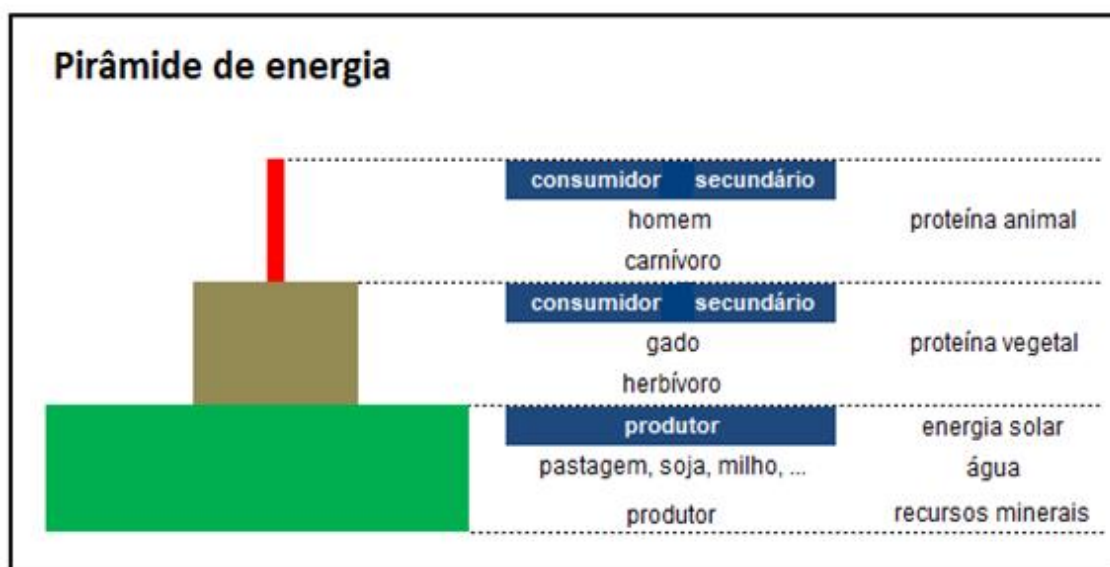 Pirâmide de energia
consumidor secundário
homem proteína animal
carnívoro
consumidor secundário
gado proteína vegetal
herbívoro
produtor energia solar
pastagem, soja, milho, ... água
produtor recursos minerais